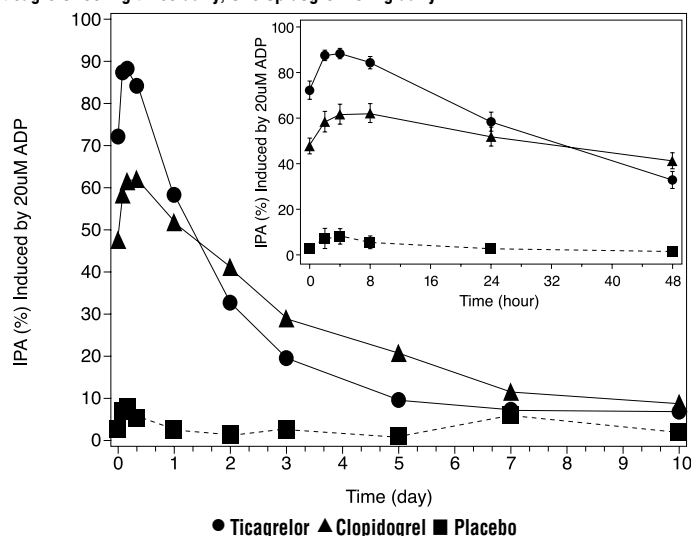 IPA (%) Induced by 20uM ADP
100
90
80
70
60
50
40
30
20
10
0
0 1 2 3 4 5 6 7 8 9 10
Time (day)
IPA (%) Induced by 20uM ADP
100
80
60
40
20
0
0 8 16 24 32 40 48
Time (hour)
Ticagrelor Clopidogrel Placebo